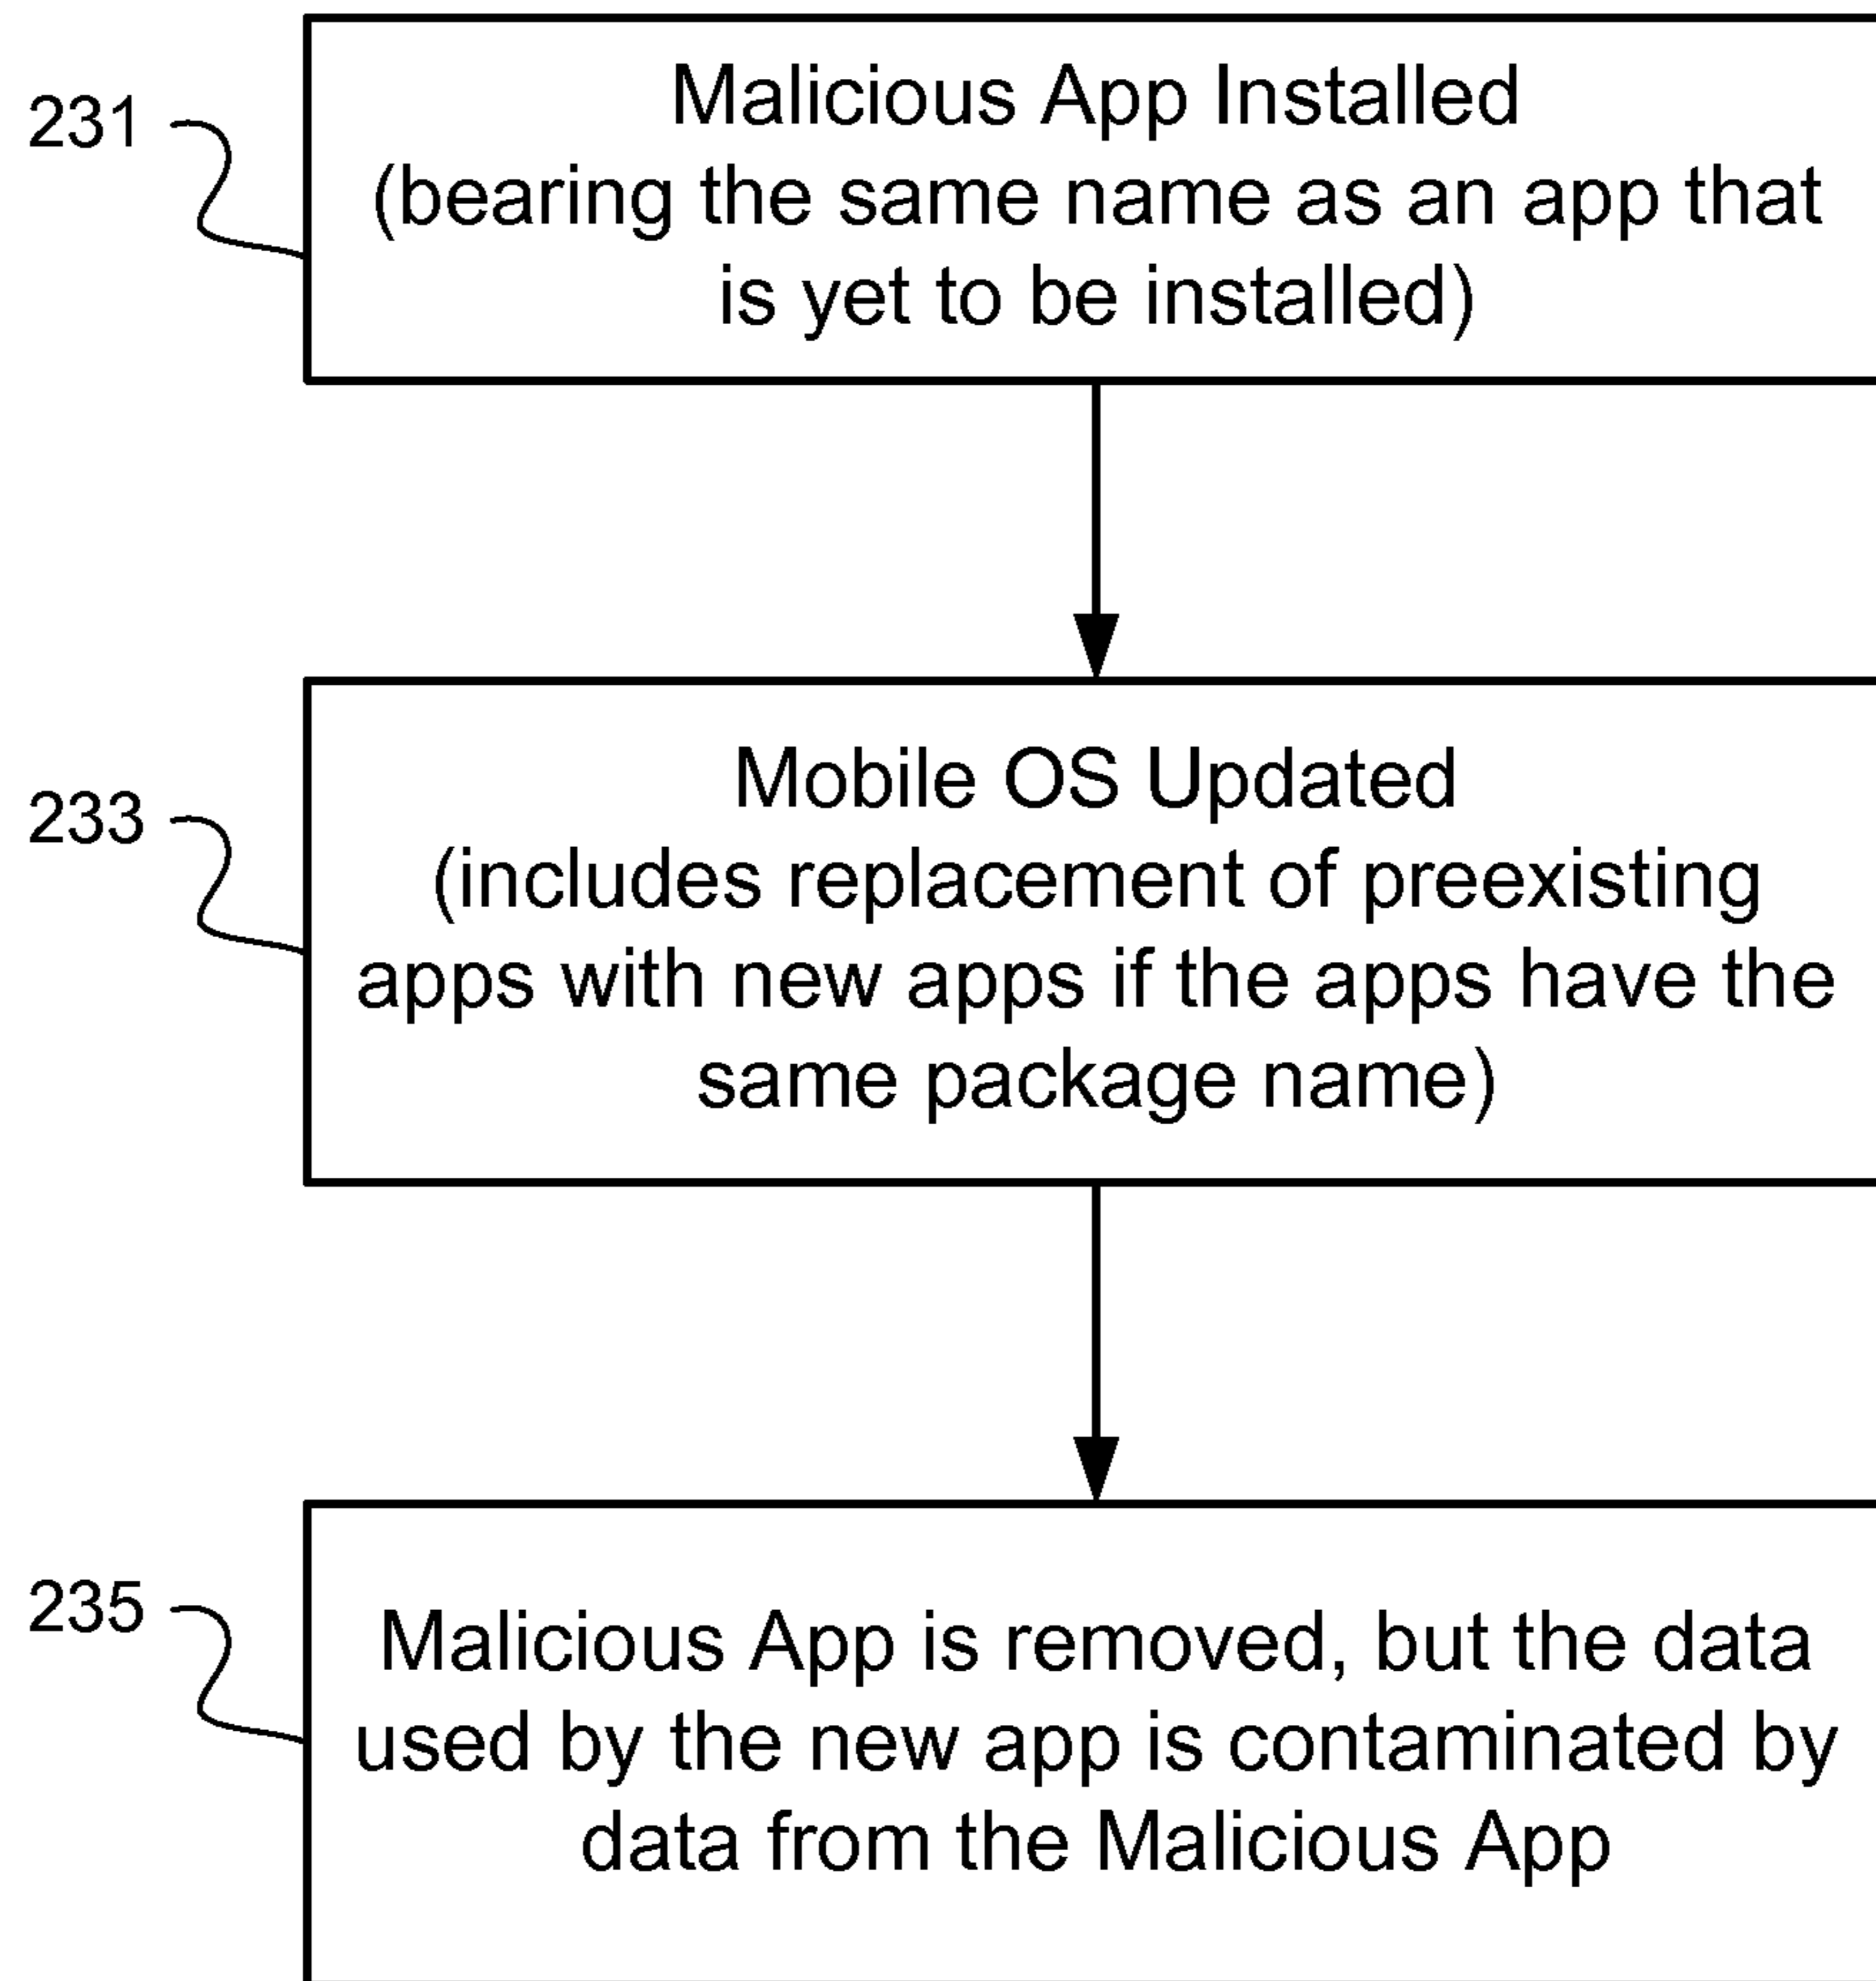 231
Malicious App Installed
(bearing the same name as an app that
is yet to be installed)
233
Mobile OS Updated
(includes replacement of preexisting
apps with new apps if the apps have the
same package name)
235
Malicious App is removed, but the data
used by the new app is contaminated by
data from the Malicious App